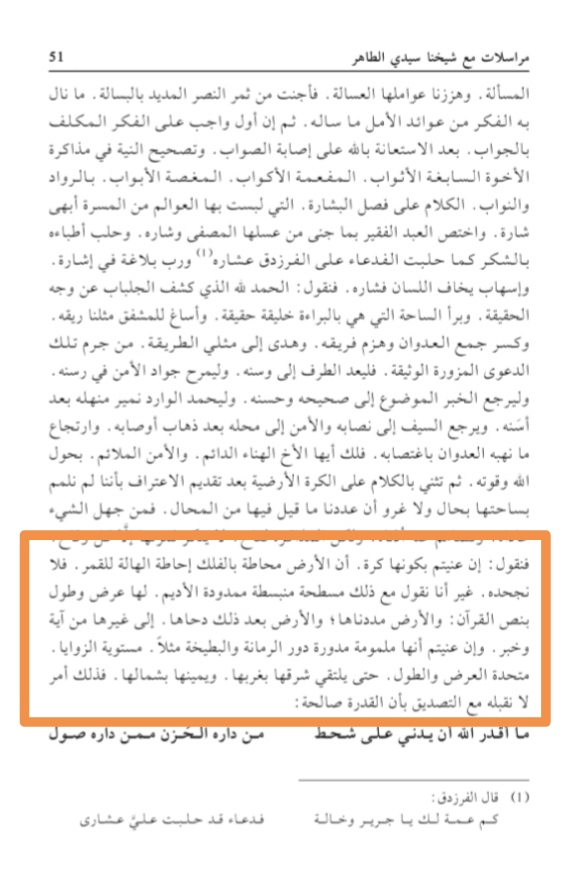 مراسلات مع شيخنا سيدي الطاهر 51
المسألة. وهززنا عواملها العسالة. فأجنت من ثمر النصر المديد بالبسالة. ما نال
به الفكر من عوائد الأمل ما ساله. ثم إن أول واجب على الفكر المكلف
بالجواب. بعد الاستعانة بالله على إصابة الصواب. وتصحيح النية في مذاكرة
الأخوة السابغة الأثواب. المفعمة الأكواب. المغصة الأبواب. بالرواد
والنواب. الكلام على فصل البشارة. التي لبست بها العوالم من المسرة أبهى
شارة. واختص العبد الفقير بما جنى من عسلها المصفى وشاره. وحلب أطباءه
بالشكر كما حلبت الفدعاء على الفرزدق عشاره(1) ورب بلاغة في إشارة.
وإسهاب يخاف اللسان فشاره. فنقول: الحمد لله الذي كشف الجلباب عن وجه
الحقيقة. وبرأ الساحة التي هي بالبراءة خليقة حقيقة. وأساغ للمشفق مثلنا ريقه.
وكسر جمع العدوان وهزم فريقه. وهدى إلى مثلي الطريقة. من جرم تلك
الدعوى المزورة الوثيقة. فليعد الطرف إلى وسنه. وليمرح جواد الأمن في رسنه.
وليرجع الخبر الموضوع إلى صحيحه وحسنه. وليحمد الوارد نمير منهله بعد
أسَنه. ويرجع السيف إلى نصابه والأمن إلى محله بعد ذهاب أوصابه. وارتجاع
ما نهبه العدوان باغتصابه. فلك أيها الأخ الهناء الدائم. والأمن الملائم. بحول
الله وقوته. ثم تثني بالكلام على الكرة الأرضية بعد تقديم الاعتراف بأننا لم نلمم
بساحتها بحال ولا غرو أن عددنا ما قيل فيها من المحال. فمن جهل الشيء
فنقول: إن عنيتم بكونها كرة. أن الأرض محاطة بالفلك إحاطة الهالة للقمر. فلا
نجحده. غير أنا نقول مع ذلك مسطحة منبسطة ممدودة الأديم. لها عرض وطول
بنص القرآن: والأرض مددناها؛ والأرض بعد ذلك دحاها. إلى غيرها من آية
وخبر. وإن عنيتم أنها ملمومة مدورة دور الرمانة والبطيخة مثلاً. مستوية الزوايا.
متحدة العرض والطول. حتى يلتقي شرقها بغربها. ويمينها بشمالها. فذلك أمر
لا نقبله مع التصديق بأن القدرة صالحة:
ما أقدر الله أن يدني على شحط من داره الحَزن ممن داره صول
(1) قال الفرزدق:
كم عمة لك يا جرير وخالة فدعاء قد حلبت عليّ عشارى